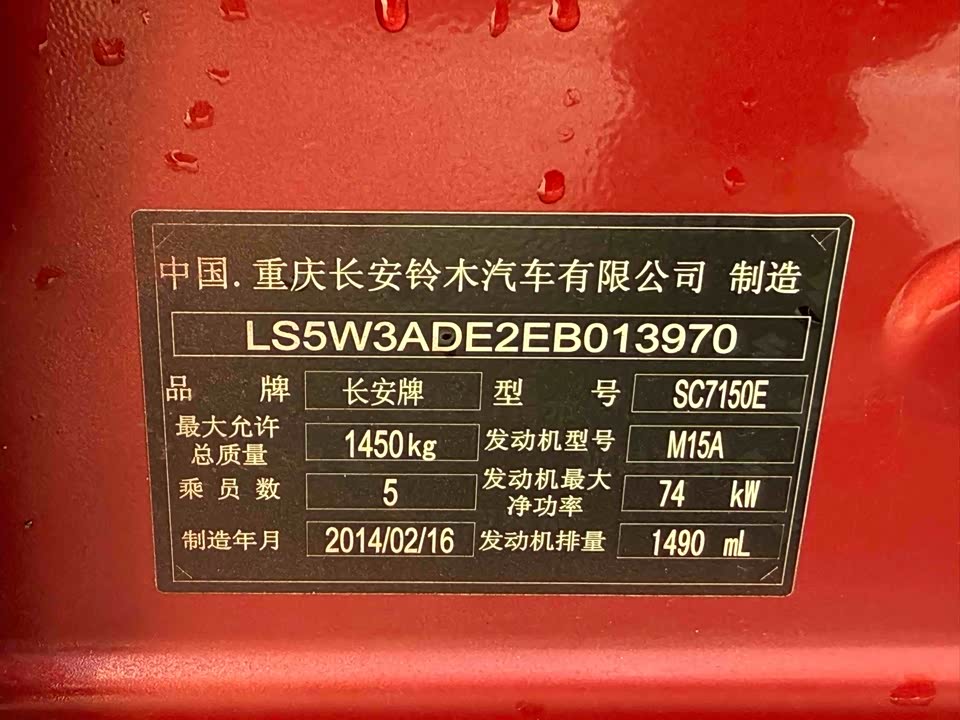 中国.重庆长安铃木汽车有限公司 制造
LS5W3ADE2EB013970
品 牌 长安牌 型 号 SC7150E
最大允许总质量 1450kg 发动机型号 M15A
乘员数 5 发动机最大净功率 74 kW
制造年月 2014/02/16 发动机排量 1490 mL